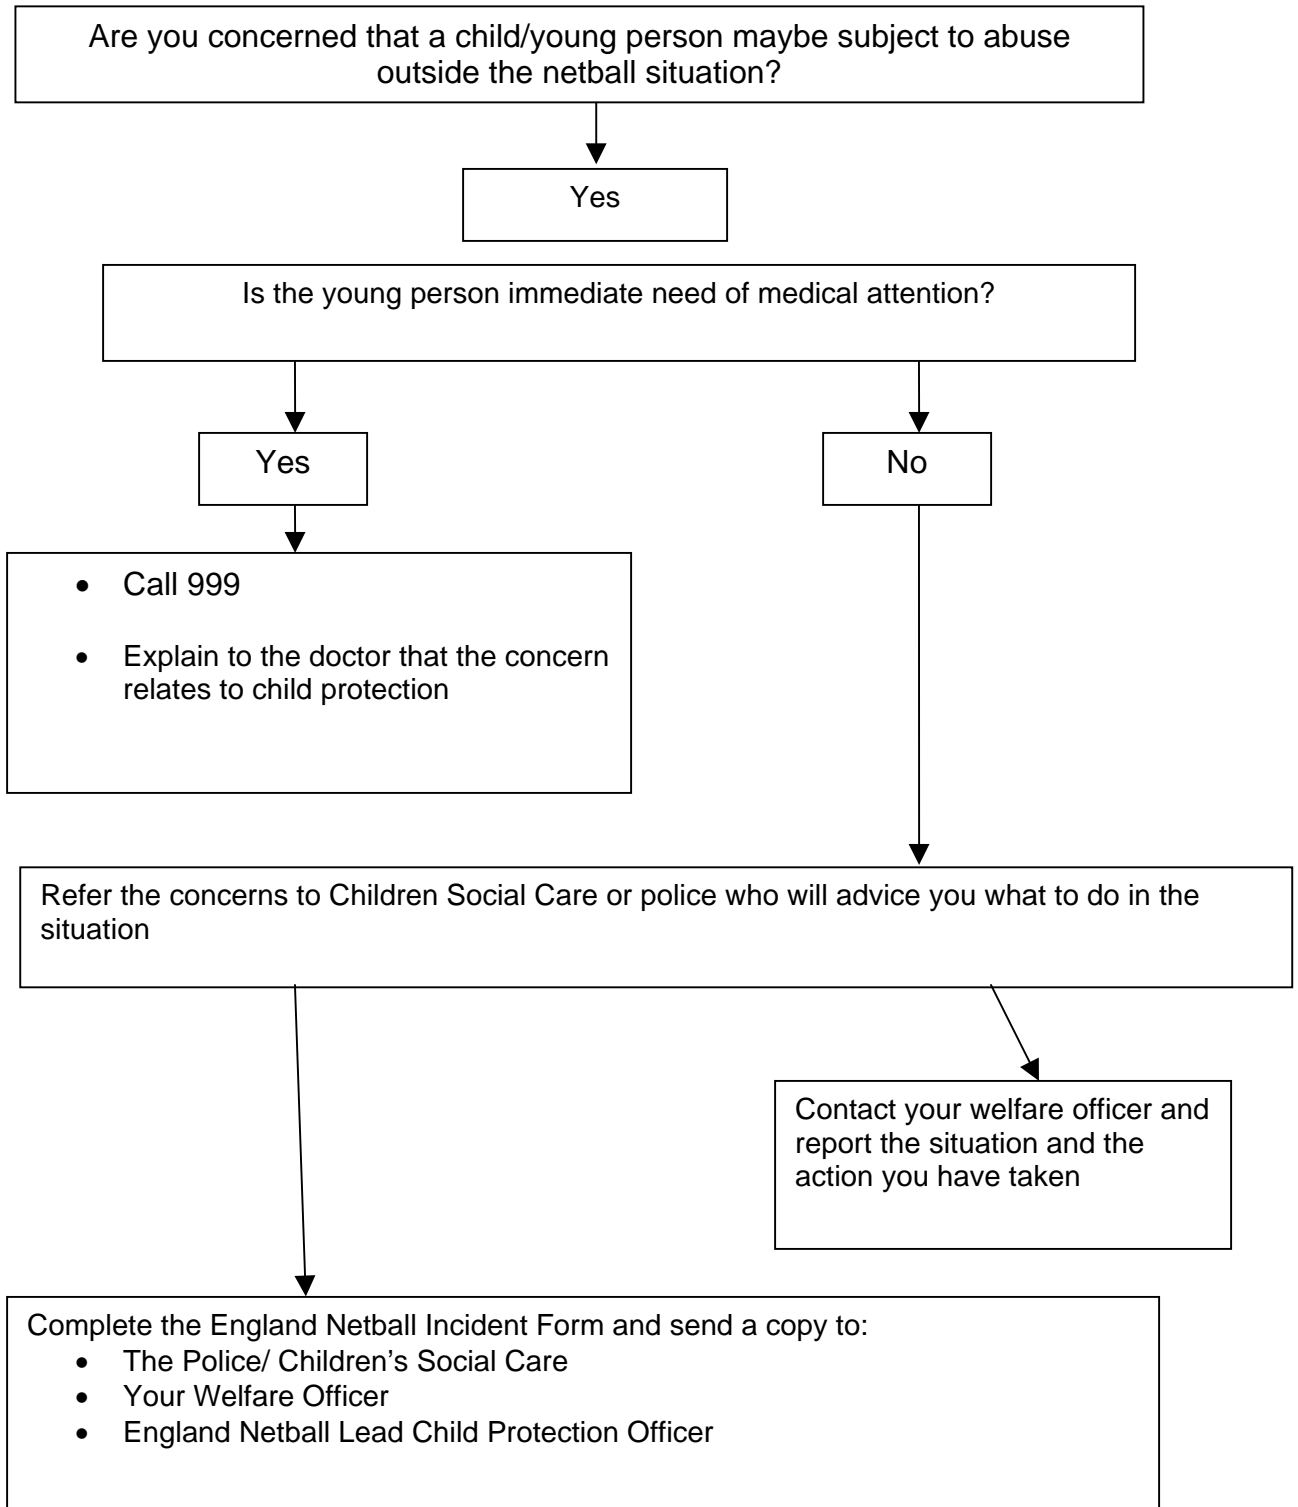 Are you concerned that a child/young person maybe subject to abuse
outside the netball situation?
Yes
Is the young person immediate need of medical attention?
Yes
No
• Call 999
• Explain to the doctor that the concern
relates to child protection
Refer the concerns to Children Social Care or police who will advice you what to do in the
situation
Contact your welfare officer and
report the situation and the
action you have taken
Complete the England Netball Incident Form and send a copy to:
• The Police/ Children’s Social Care
• Your Welfare Officer
• England Netball Lead Child Protection Officer